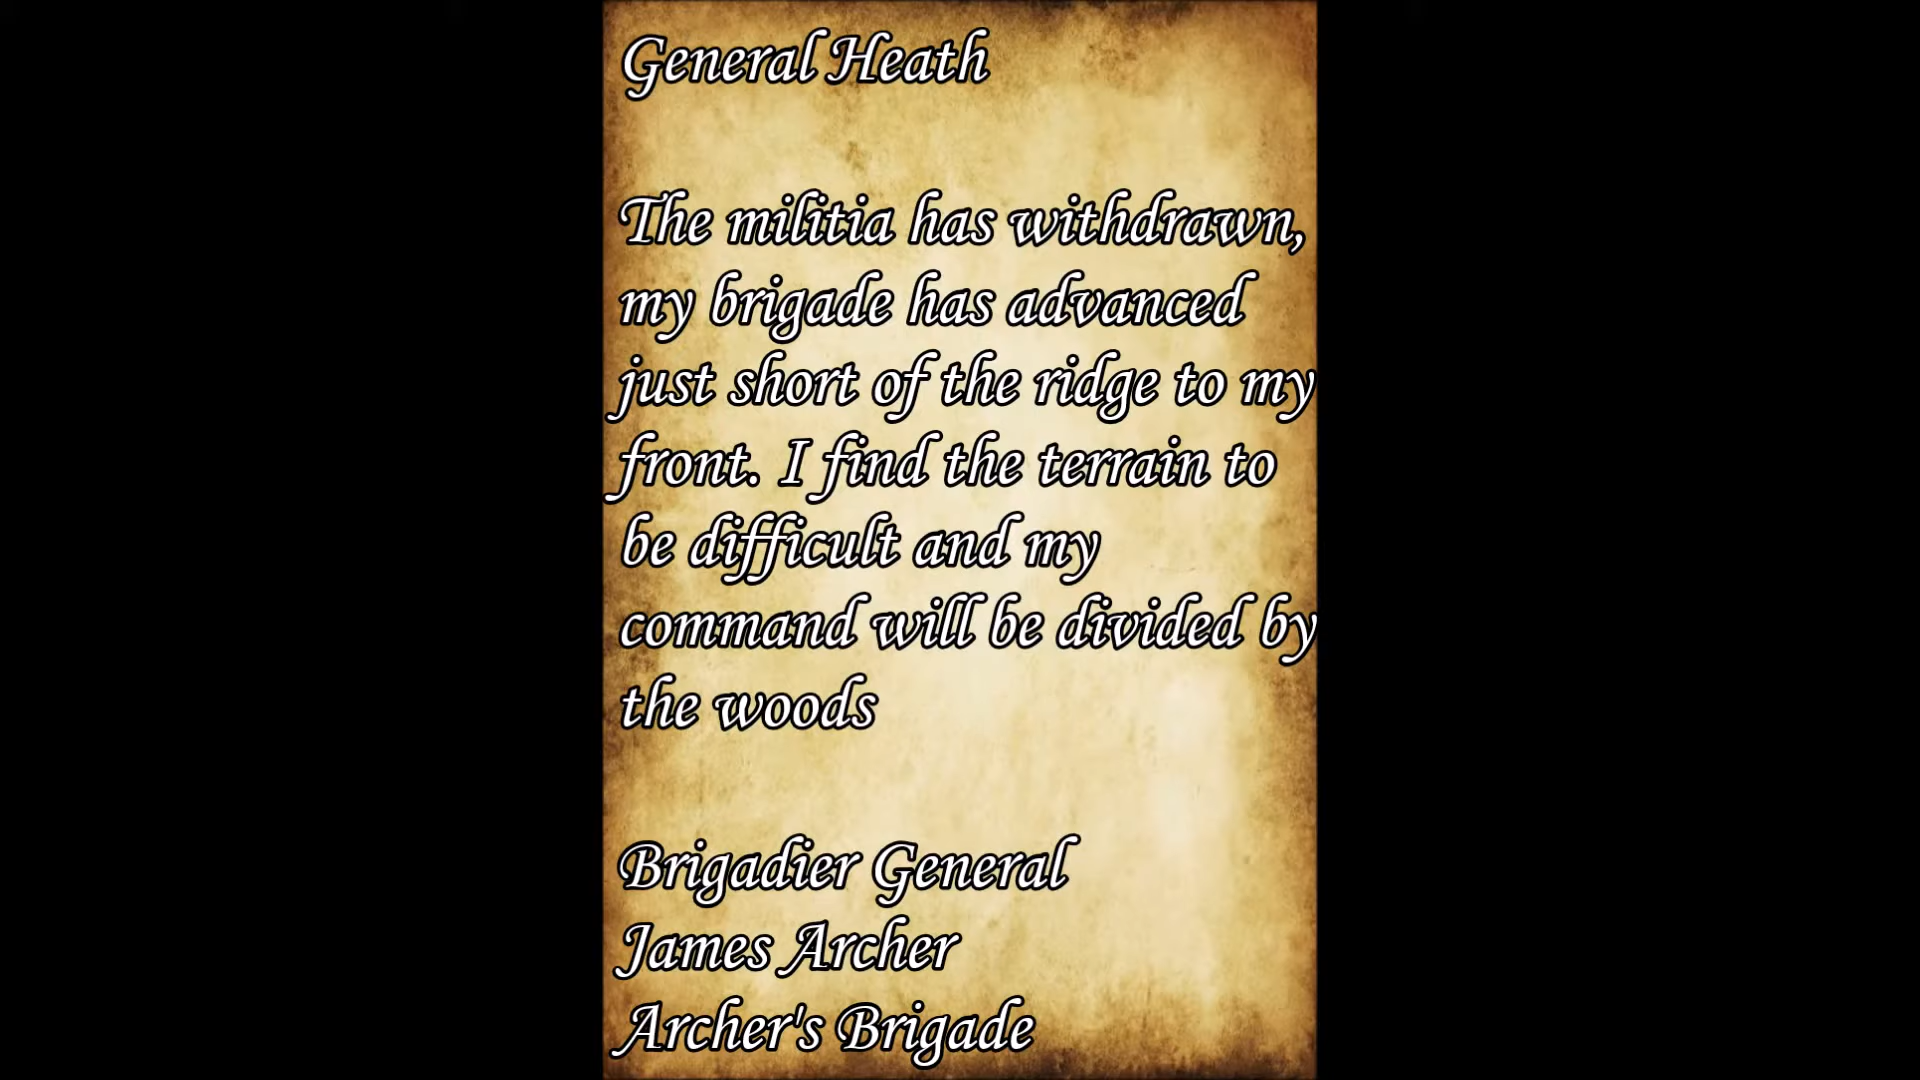 General Heath
The militia has withdrawn,
my brigade has advanced
just short of the ridge to my
front. I find the terrain to
be difficult and my
command will be divided by
the woods
Brigadier General
James Archer
Archer's Brigade